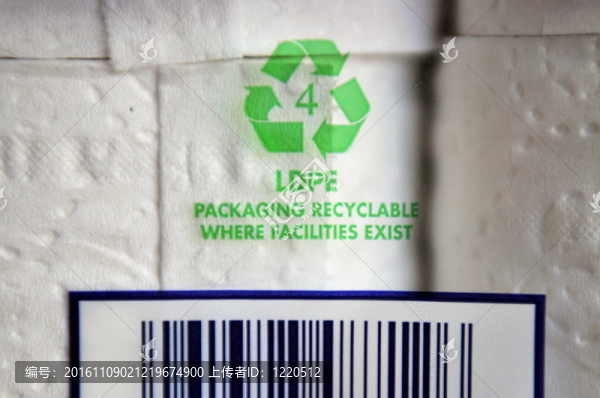 4
LDPE
PACKAGING RECYCLABLE
WHERE FACILITIES EXIST
编号：20161109021219674900 上传者ID：1220512